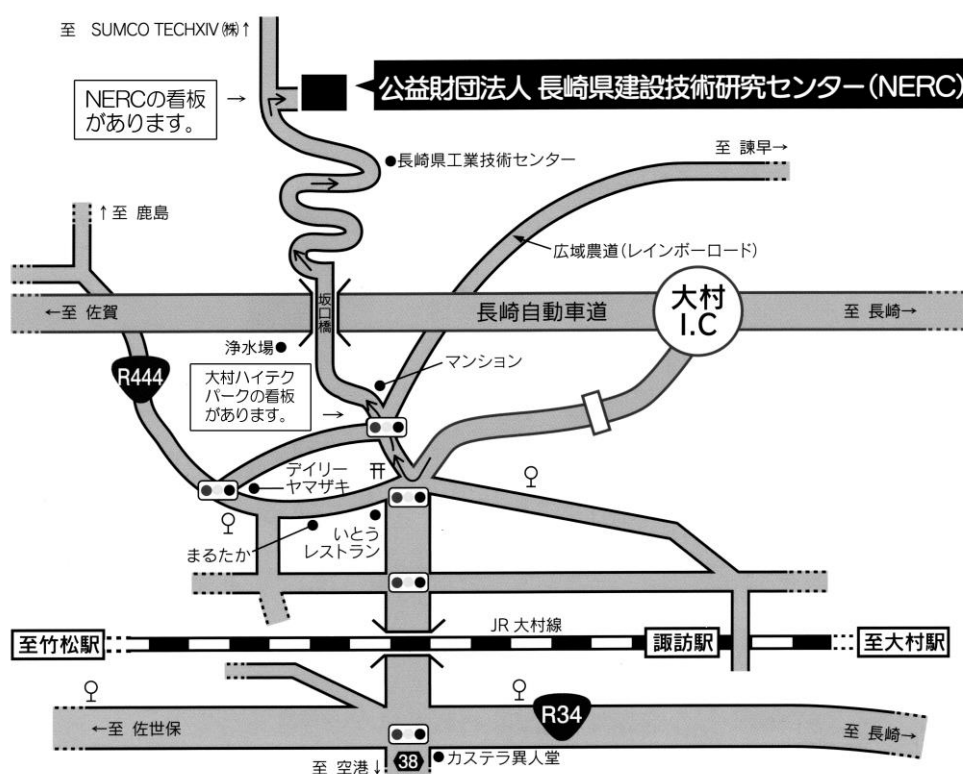 至 SUMCO TECHXIV ㈱↑
公益財団法人 長崎県建設技術研究センター(NERC)
NERCの看板
があります。
→
●長崎県工業技術センター
至 諫早→
↑至 鹿島
広域農道(レインボーロード)
←至 佐賀
坂口橋
長崎自動車道
大村
I.C
至 長崎→
浄水場●
マンション
R444
大村ハイテク
パークの看板
があります。
→
デイリー
ヤマザキ
まるたか
いとう
レストラン
JR 大村線
至竹松駅
諏訪駅
至大村駅
R34
←至 佐世保
至 長崎→
38
●カステラ異人堂
至 空港↓